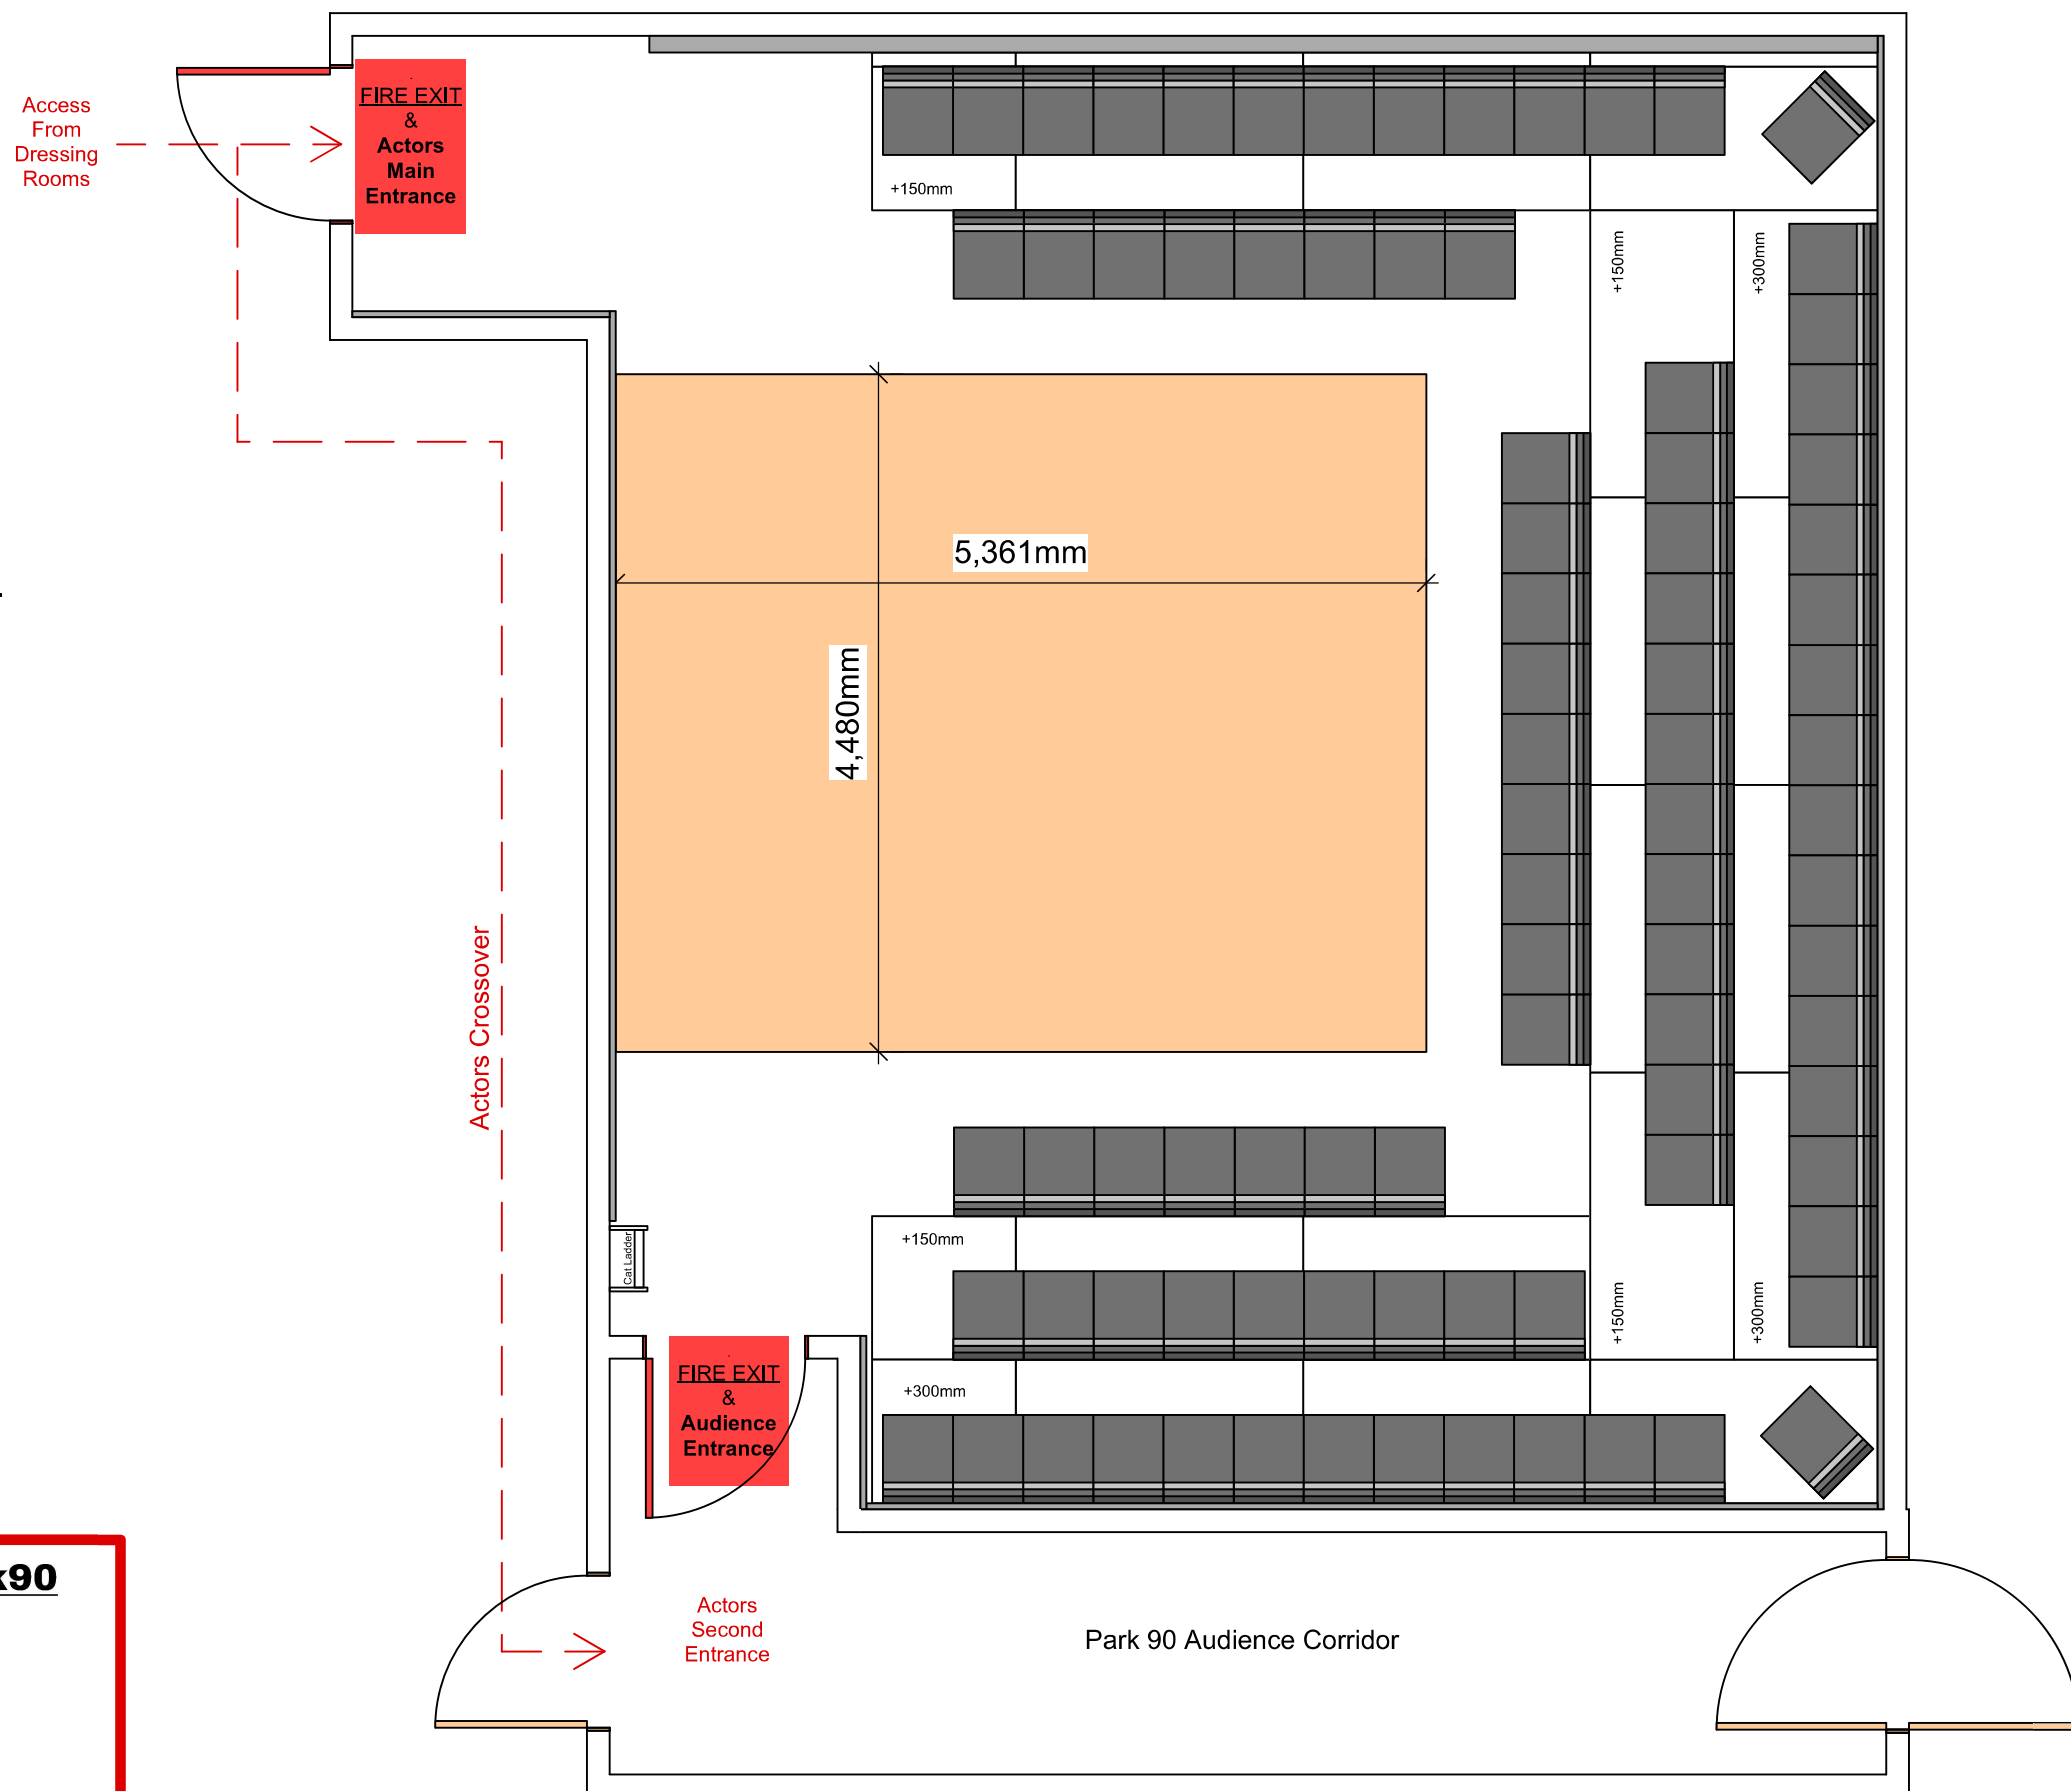 FIRE EXIT
&
Actors
Main
Entrance
Access
From
Dressing
Rooms
+150mm
+150mm
+300mm
5,361mm
4,480mm
Actors Crossover
+150mm
Cat Ladder
+150mm
+300mm
FIRE EXIT
&
Audience
Entrance
+300mm
k90
Actors
Second
Entrance
Park 90 Audience Corridor